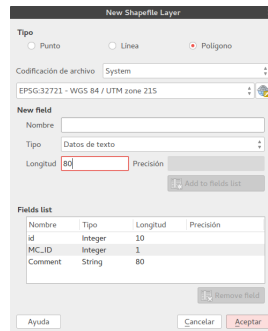 New Shapefile Layer
Tipo
Punto Línea Polígono
Codificación de archivo System
EPSG:32721 - WGS 84 / UTM zone 21S
New field
Nombre
Tipo Datos de texto
Longitud 80 Precisión
Add to fields list
Fields list
Nombre Tipo Longitud Precisión
id Integer 10
MC_ID Integer 1
Comment String 80
Remove field
Ayuda Cancelar Aceptar